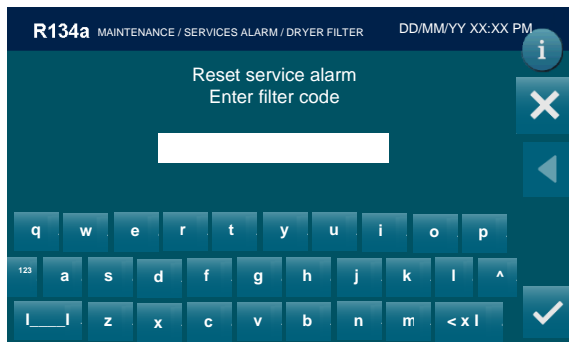 R134a MAINTENANCE / SERVICES ALARM / DRYER FILTER DD/MM/YY XX:XX PM
i
Reset service alarm
Enter filter code
q w e r t y u i o p
123 a s d f g h j k l ^
l___l z x c v b n m < x l